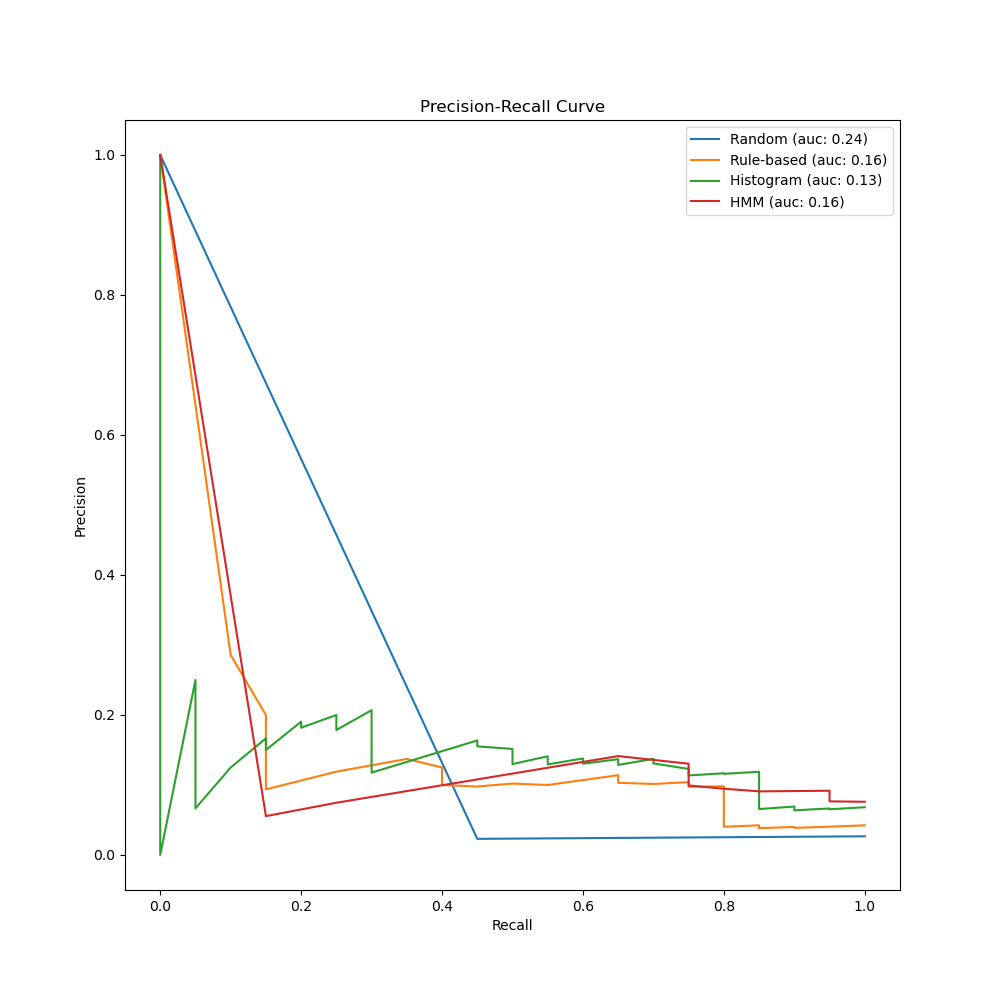 Precision-Recall Curve
Random (auc: 0.24)
Rule-based (auc: 0.16)
Histogram (auc: 0.13)
HMM (auc: 0.16)
1.0
0.8
0.6
0.4
0.2
0.0
Precision
0.0 0.2 0.4 0.6 0.8 1.0
Recall